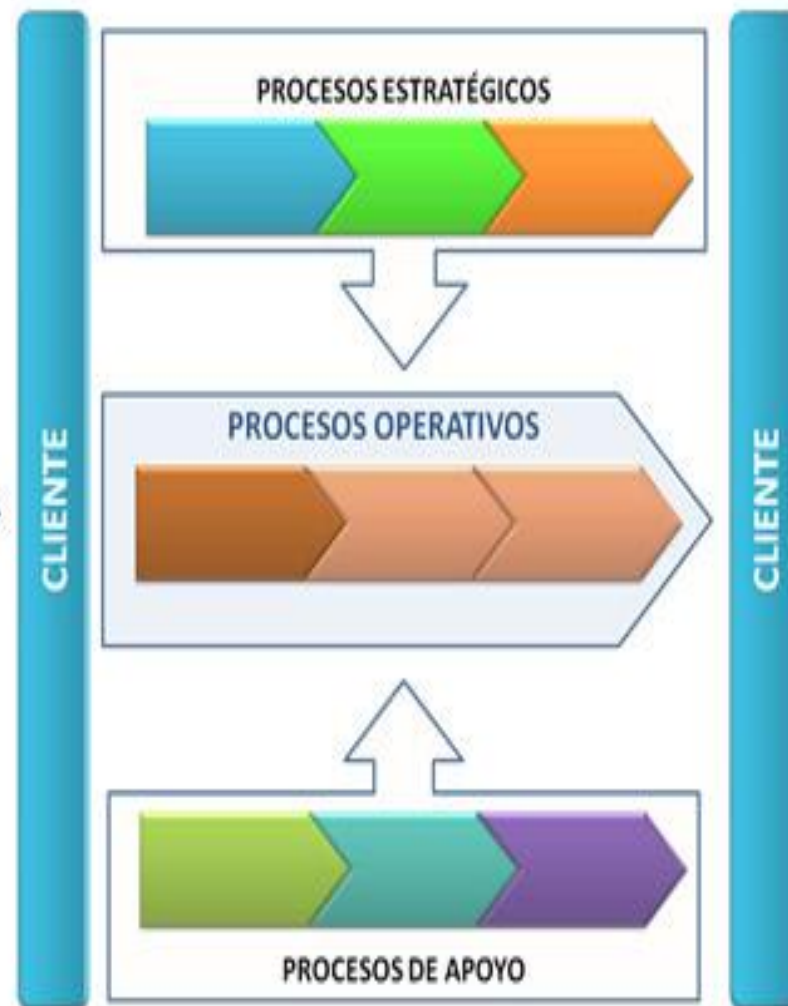 PROCESOS ESTRATÉGICOS
CLIENTE
PROCESOS OPERATIVOS
CLIENTE
PROCESOS DE APOYO